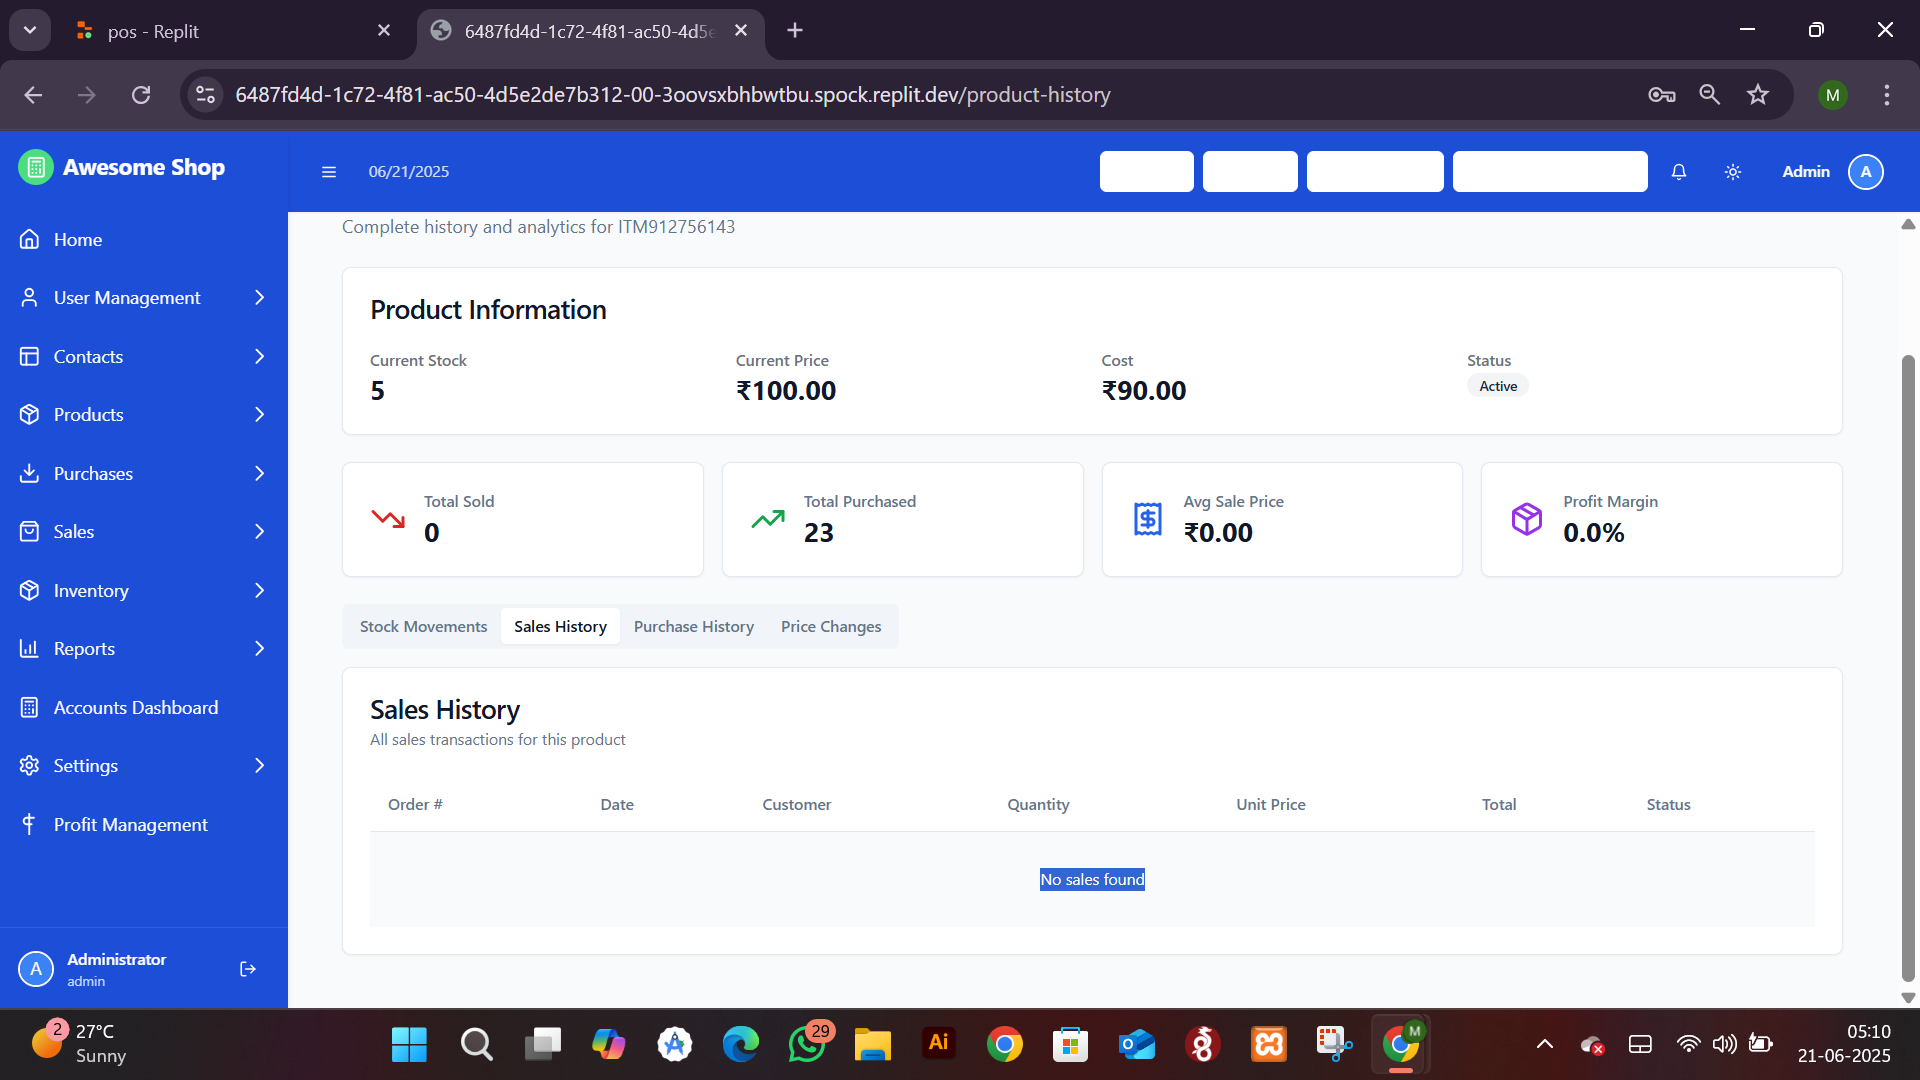 pos - Replit
6487fd4d-1c72-4f81-ac50-4d5e
6487fd4d-1c72-4f81-ac50-4d5e2de7b312-00-3oovsxbhbwtbu.spock.replit.dev/product-history
M
Awesome Shop
06/21/2025
Admin
A
Home
User Management
Contacts
Products
Purchases
Sales
Inventory
Reports
Accounts Dashboard
Settings
Profit Management
Administrator
admin
A
Complete history and analytics for ITM912756143
Product Information
Current Stock
5
Current Price
₹100.00
Cost
₹90.00
Status
Active
Total Sold
0
Total Purchased
23
Avg Sale Price
₹0.00
Profit Margin
0.0%
Stock Movements Sales History Purchase History Price Changes
Sales History
All sales transactions for this product
Order # Date Customer Quantity Unit Price Total Status
No sales found
2
27°C
Sunny
29
Ai
M
05:10
21-06-2025